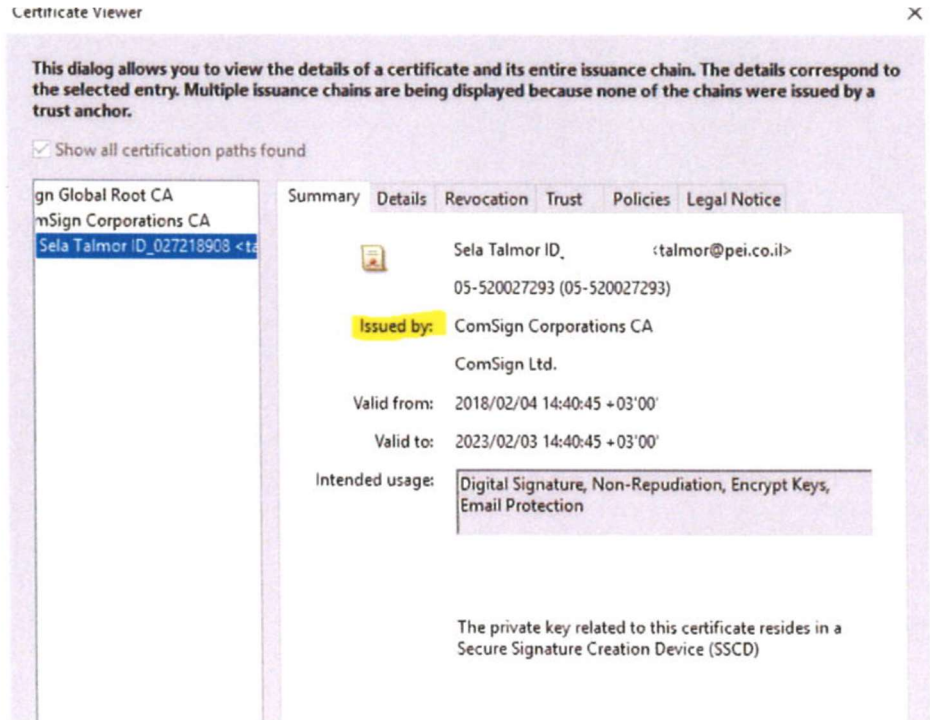 Certificate Viewer
This dialog allows you to view the details of a certificate and its entire issuance chain. The details correspond to
the selected entry. Multiple issuance chains are being displayed because none of the chains were issued by a
trust anchor.
Show all certification paths found
gn Global Root CA
mSign Corporations CA
Sela Talmor ID_027218908 <ta
Summary Details Revocation Trust Policies Legal Notice
Sela Talmor ID_ <talmor@pei.co.il>
05-520027293 (05-520027293)
Issued by: ComSign Corporations CA
ComSign Ltd.
Valid from: 2018/02/04 14:40:45 +03'00'
Valid to: 2023/02/03 14:40:45 +03'00'
Intended usage: Digital Signature, Non-Repudiation, Encrypt Keys,
Email Protection
The private key related to this certificate resides in a
Secure Signature Creation Device (SSCD)